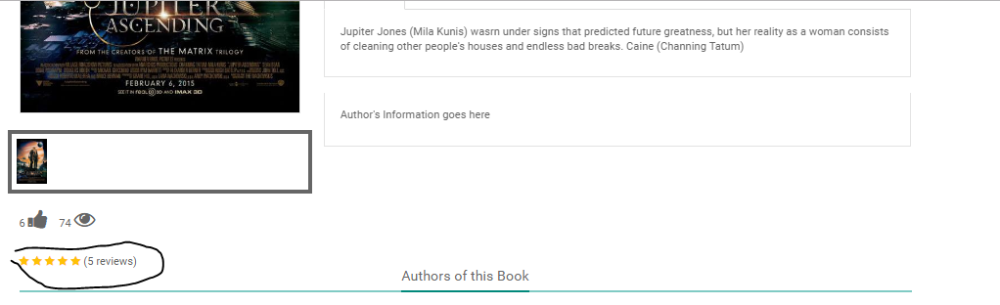 JUPITER
ASCENDING
FROM THE CREATORS OF THE MATRIX TRILOGY
FEBRUARY 6, 2015
SEE IT IN REAL D 3D AND IMAX 3D
Jupiter Jones (Mila Kunis) wasrn under signs that predicted future greatness, but her reality as a woman consists
of cleaning other people's houses and endless bad breaks. Caine (Channing Tatum)
Author's Information goes here
6 74
(5 reviews)
Authors of this Book